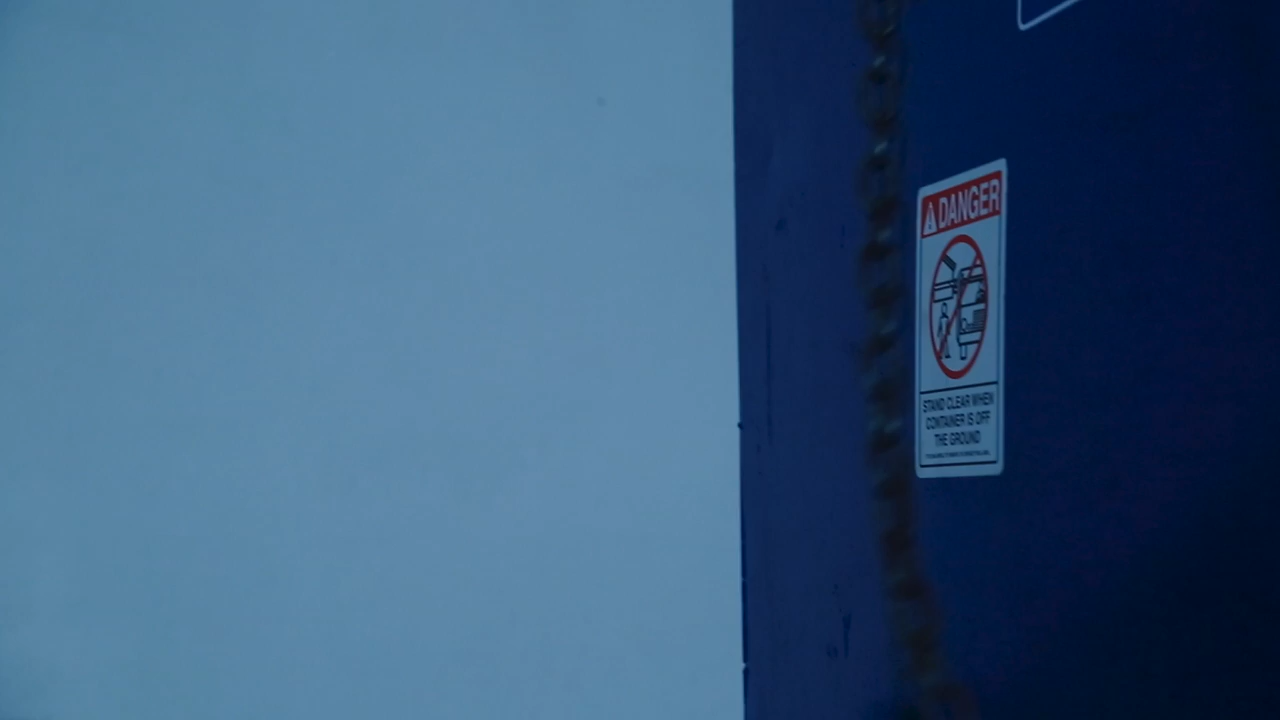 DANGER
STAND CLEAR WHEN
CONTAINER IS OFF
THE GROUND